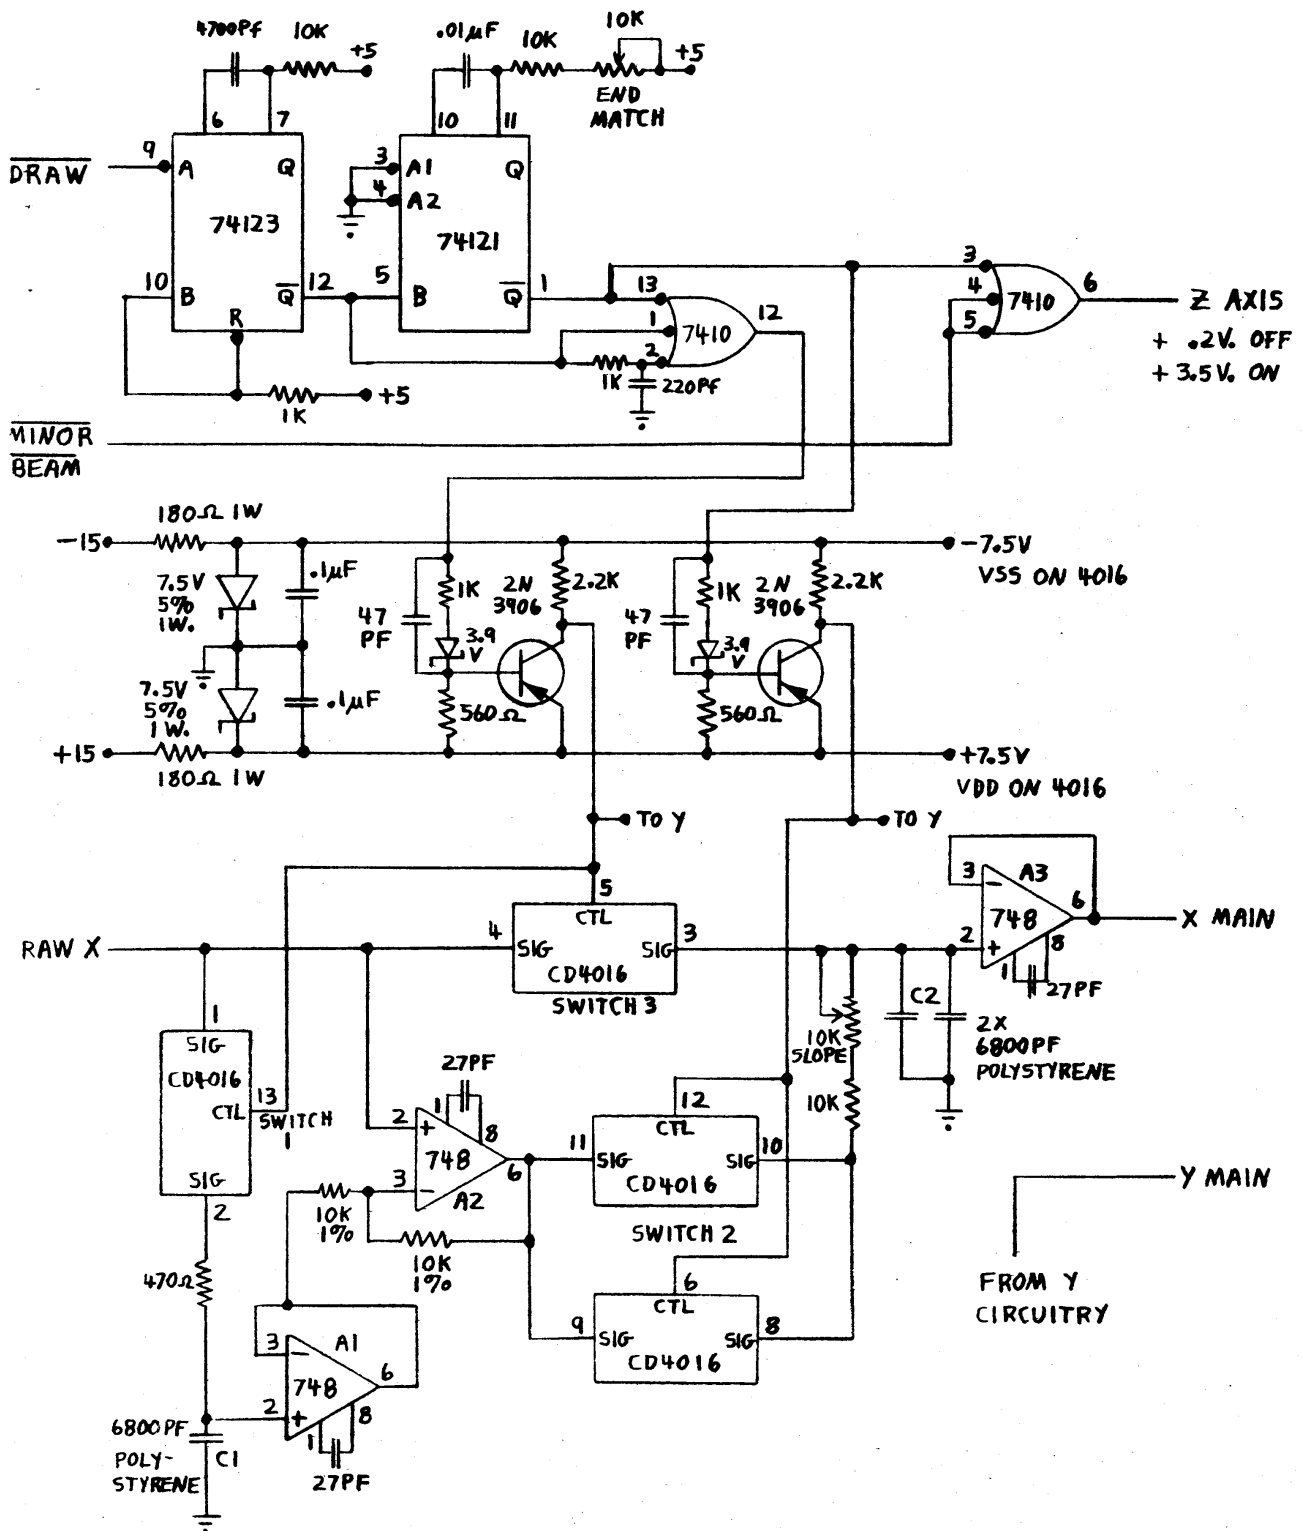 4700Pf
10K
+5
.01µF
10K
10K
+5
END
MATCH
6
7
10
11
DRAW
9
A
Q
74123
10
B
Q
12
R
1K
+5
3
A1
4
A2
Q
74121
5
B
Q
1
13
1
2
7410
12
1K
220Pf
3
4
5
7410
6
Z AXIS
+ .2V. OFF
+ 3.5V. ON
MINOR
BEAM
180Ω 1W
-15
7.5V
5%
1W.
.1µF
7.5V
5%
1W.
.1µF
+15
180Ω 1W
47
PF
1K
3.9
V
2N
3906
2.2K
560Ω
47
PF
1K
3.9
V
2N
3906
2.2K
560Ω
-7.5V
VSS ON 4016
+7.5V
VDD ON 4016
TO Y
TO Y
RAW X
4
5
CTL
SIG
SIG
3
CD4016
SWITCH 3
3
-
A3
748
6
2
+
1
8
27PF
X MAIN
10K
SLOPE
10K
C2
2X
6800PF
POLYSTYRENE
1
SIG
CD4016
13
CTL
SWITCH
1
SIG
2
470Ω
27PF
1
8
2
+
748
3
-
A2
6
10K
1%
10K
1%
12
CTL
11
SIG
SIG
10
CD4016
SWITCH 2
6
CTL
9
SIG
SIG
8
CD4016
Y MAIN
FROM Y
CIRCUITRY
3
-
A1
748
6
2
+
1
8
27PF
6800PF
POLY-
STYRENE
C1